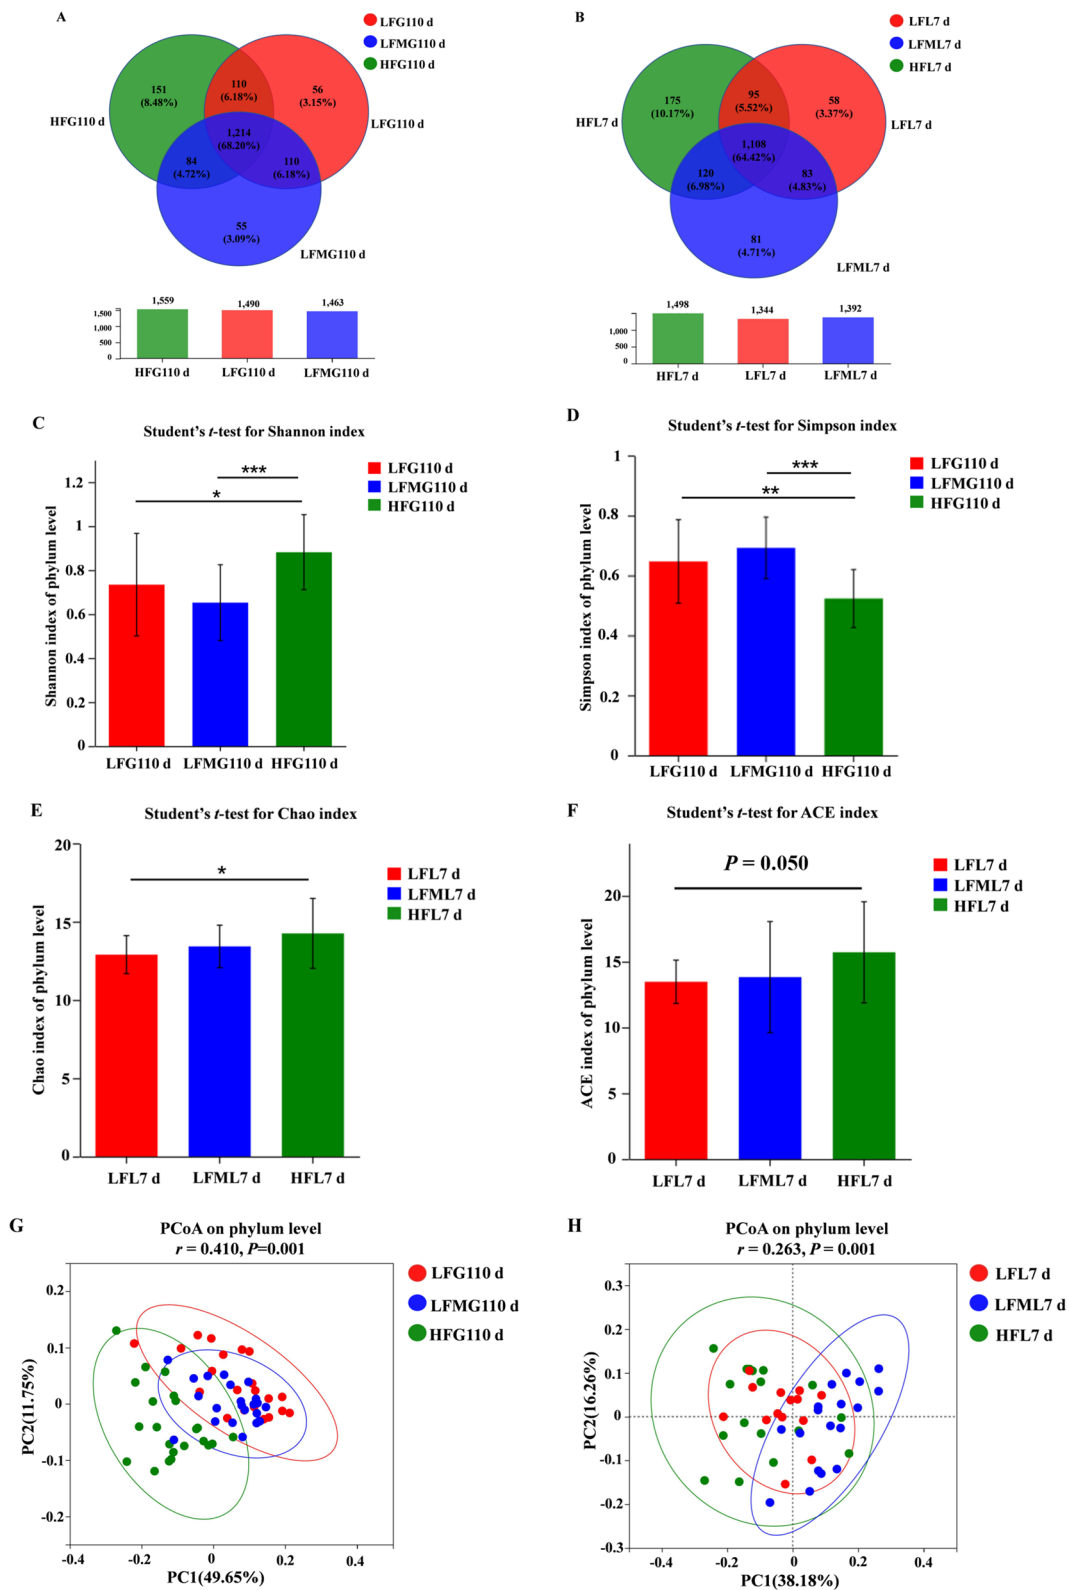 A
LFG110 d
LFMG110 d
HFG110 d
151
(8.48%)
110
(6.18%)
56
(3.15%)
HFG110 d
LFG110 d
1,214
(68.20%)
84
(4.72%)
110
(6.18%)
55
(3.09%)
LFMG110 d
1,559
1,490
1,463
1,500
1,000
500
0
HFG110 d
LFG110 d
LFMG110 d
B
LFL7 d
LFML7 d
HFL7 d
175
(10.17%)
95
(5.52%)
58
(3.37%)
HFL7 d
LFL7 d
1,108
(64.42%)
120
(6.98%)
83
(4.83%)
81
(4.71%)
LFML7 d
1,498
1,344
1,392
1,000
500
0
HFL7 d
LFL7 d
LFML7 d
C
Student's t-test for Shannon index
LFG110 d
LFMG110 d
HFG110 d
***
*
Shannon index of phylum level
1.2
1
0.8
0.6
0.4
0.2
0
LFG110 d
LFMG110 d
HFG110 d
D
Student's t-test for Simpson index
LFG110 d
LFMG110 d
HFG110 d
***
**
Simpson index of phylum level
1
0.8
0.6
0.4
0.2
0
LFG110 d
LFMG110 d
HFG110 d
E
Student's t-test for Chao index
LFL7 d
LFML7 d
HFL7 d
*
Chao index of phylum level
20
15
10
5
0
LFL7 d
LFML7 d
HFL7 d
F
Student's t-test for ACE index
P = 0.050
LFL7 d
LFML7 d
HFL7 d
ACE index of phylum level
20
15
10
5
0
LFL7 d
LFML7 d
HFL7 d
G
PCoA on phylum level
r = 0.410, P=0.001
LFG110 d
LFMG110 d
HFG110 d
PC2(11.75%)
0.2
0.1
0
-0.1
-0.2
-0.4
-0.2
0
0.2
0.4
PC1(49.65%)
H
PCoA on phylum level
r = 0.263, P = 0.001
LFL7 d
LFML7 d
HFL7 d
PC2(16.26%)
0.3
0.2
0.1
0
-0.1
-0.2
-0.3
-0.4
-0.2
0
0.2
0.4
PC1(38.18%)